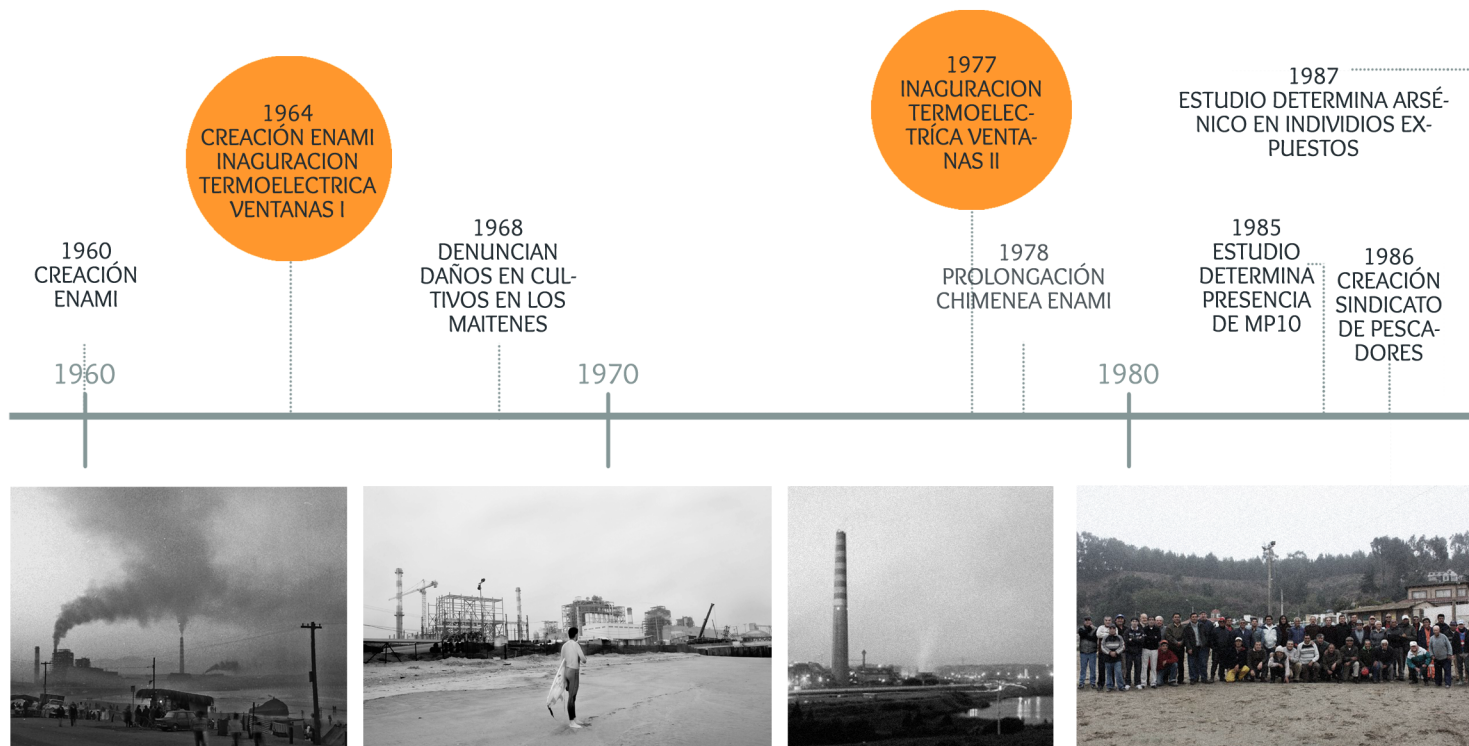 1960
CREACIÓN
ENAMI
1964
CREACIÓN ENAMI
INAGURACION
TERMOELECTRICA
VENTANAS I
1968
DENUNCIAN
DAÑOS EN CUL-
TIVOS EN LOS
MAITENES
1977
INAGURACION
TERMOELEC-
TRÍCA VENTA-
NAS II
1978
PROLONGACIÓN
CHIMENEA ENAMI
1985
ESTUDIO
DETERMINA
PRESENCIA
DE MP10
1986
CREACIÓN
SINDICATO
DE PESCA-
DORES
1987
ESTUDIO DETERMINA ARSÉ-
NICO EN INDIVIDIOS EX-
PUESTOS
1960
1970
1980